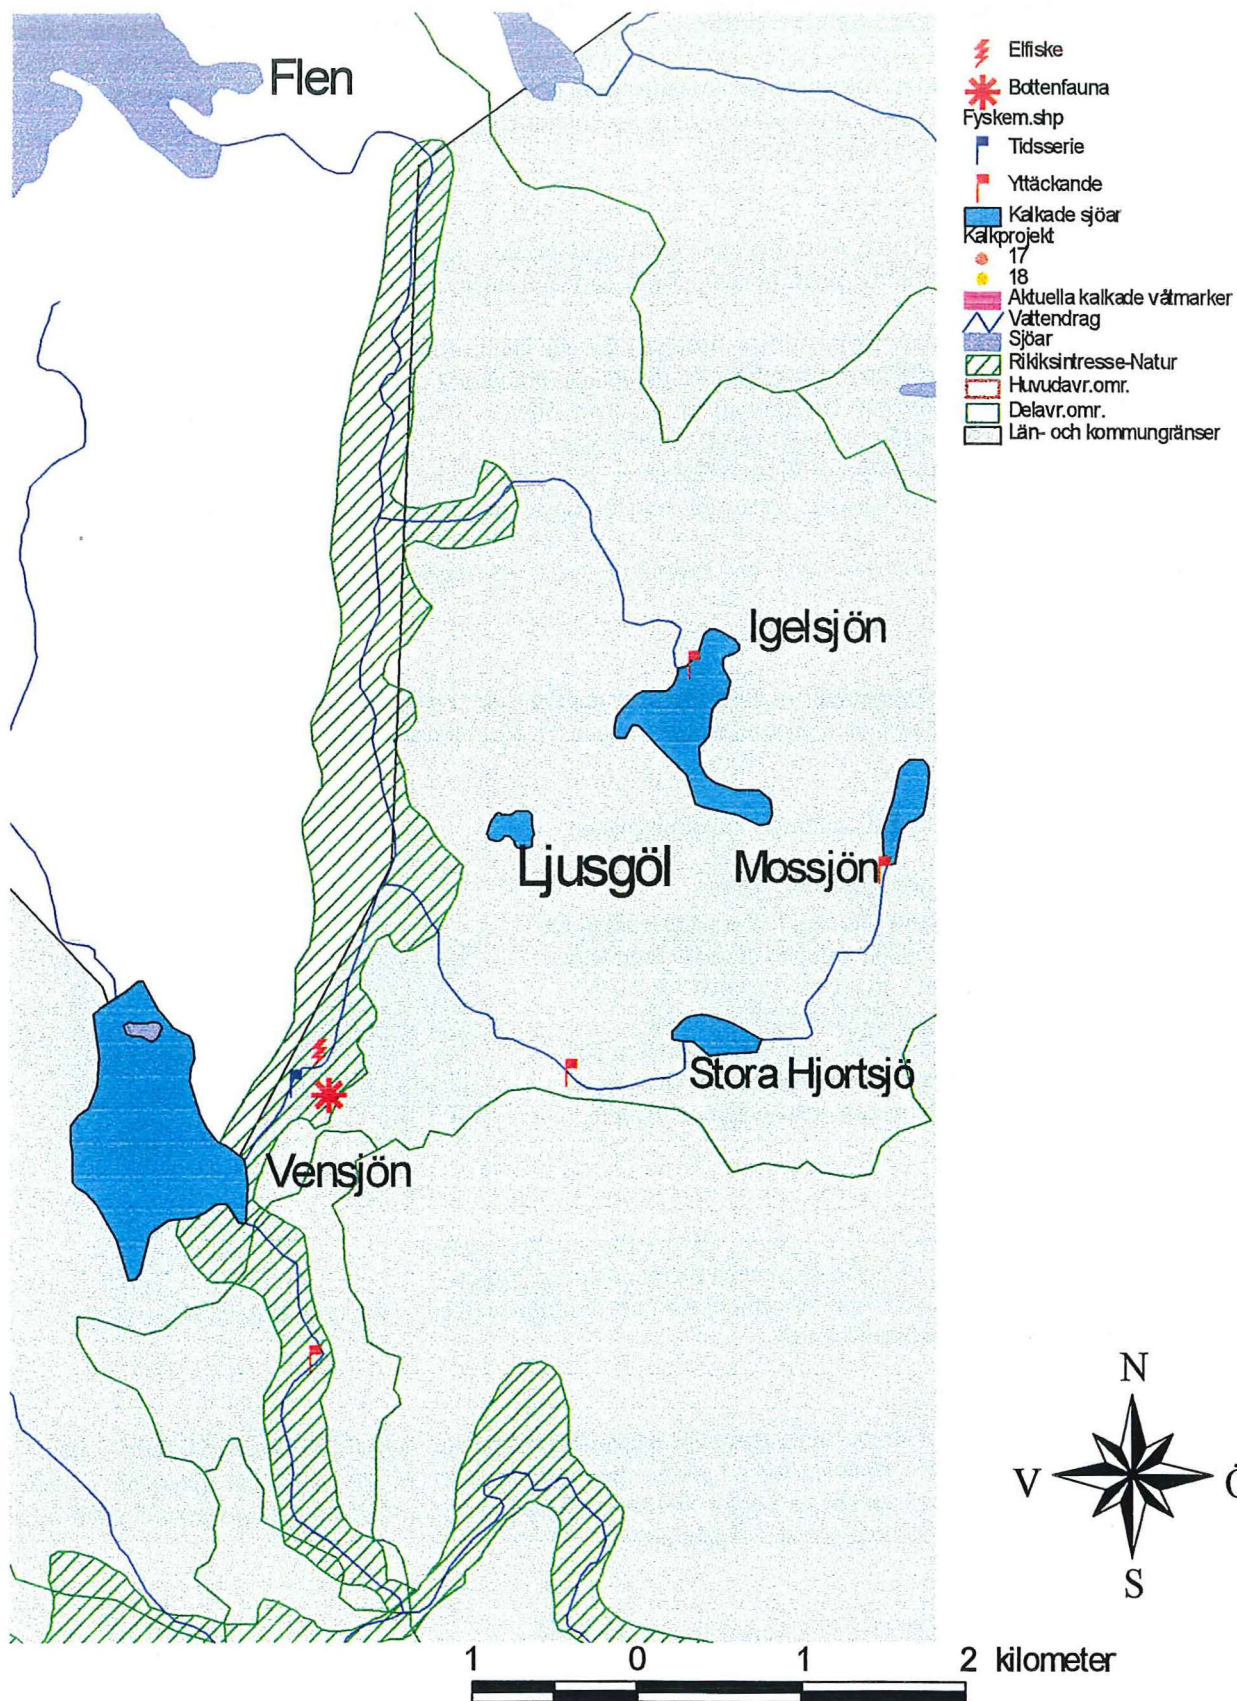 Flen
Igelsjön
Ljusgöl
Mossjön
Stora Hjortsjö
Vensjön
Elfiske
Bottenfauna
Fyskem.shp
Tidsserie
Yttäckande
Kalkade sjöar
Kalkprojekt
17
18
Aktuella kalkade våtmarker
Vattendrag
Sjöar
Rikiksintresse-Natur
Huvudavr.omr.
Delavr.omr.
Län- och kommungränser
N
V Ö
S
1 0 1 2 kilometer